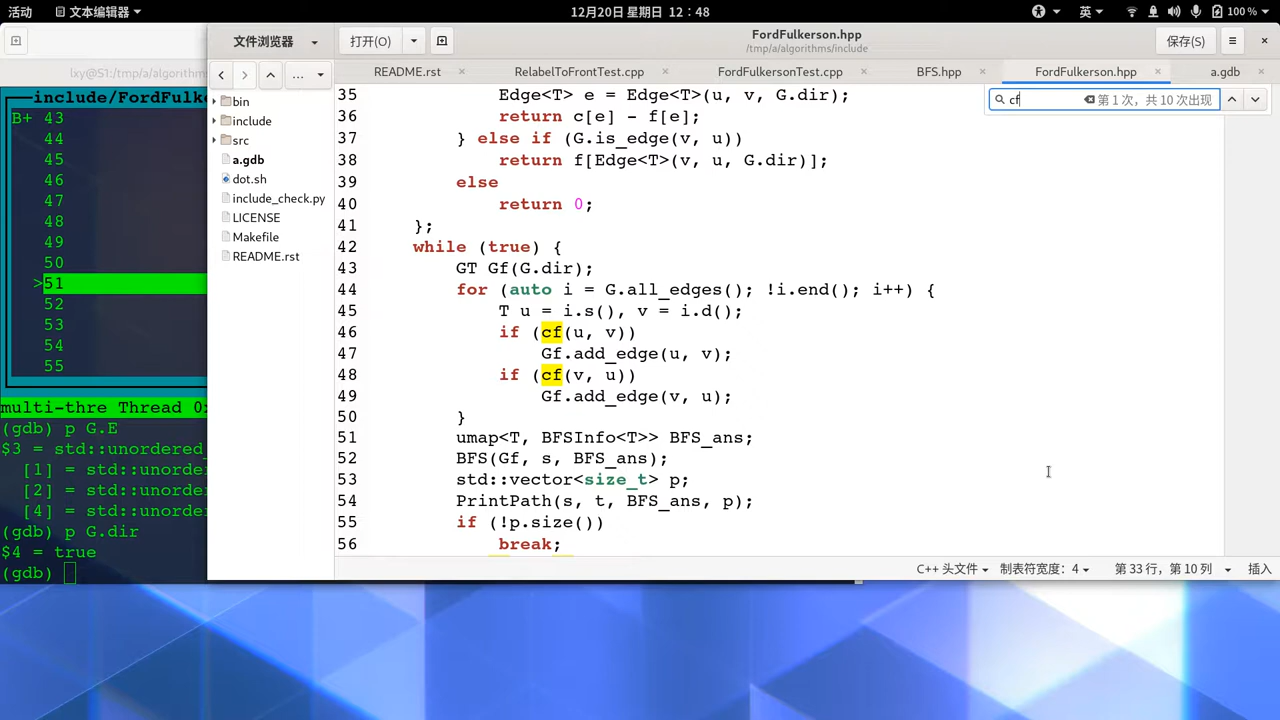 活动
文本编辑器
12月20日 星期日 12：48
英
100 %
文件浏览器
打开(O)
FordFulkerson.hpp
/tmp/a/algorithms/include
保存(S)
lxy@S1:/tmp/a/algorithms
README.rst
RelabelToFrontTest.cpp
FordFulkersonTest.cpp
BFS.hpp
FordFulkerson.hpp
a.gdb
cf
第 1 次，共 10 次出现
include/FordFulke
B+ 43
44
45
46
47
48
49
50
>51
52
53
54
55
multi-thre Thread 0
(gdb) p G.E
$3 = std::unordered_
[1] = std::unord
[2] = std::unord
[4] = std::unord
(gdb) p G.dir
$4 = true
(gdb)
...
bin
include
src
a.gdb
dot.sh
include_check.py
LICENSE
Makefile
README.rst
35 Edge<T> e = Edge<T>(u, v, G.dir);
36 return c[e] - f[e];
37 } else if (G.is_edge(v, u))
38 return f[Edge<T>(v, u, G.dir)];
39 else
40 return 0;
41 };
42 while (true) {
43 GT Gf(G.dir);
44 for (auto i = G.all_edges(); !i.end(); i++) {
45 T u = i.s(), v = i.d();
46 if (cf(u, v))
47 Gf.add_edge(u, v);
48 if (cf(v, u))
49 Gf.add_edge(v, u);
50 }
51 umap<T, BFSInfo<T>> BFS_ans;
52 BFS(Gf, s, BFS_ans);
53 std::vector<size_t> p;
54 PrintPath(s, t, BFS_ans, p);
55 if (!p.size())
56 break;
C++ 头文件
制表符宽度：4
第 33 行，第 10 列
插入